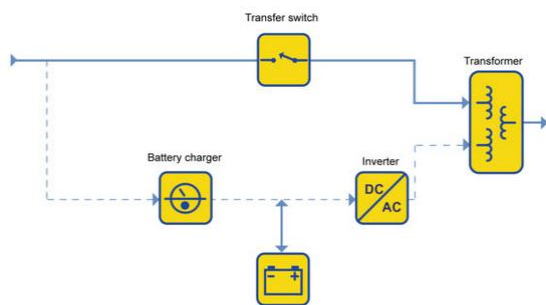 Transfer switch
Transformer
Battery charger
Inverter
DC
AC
- +